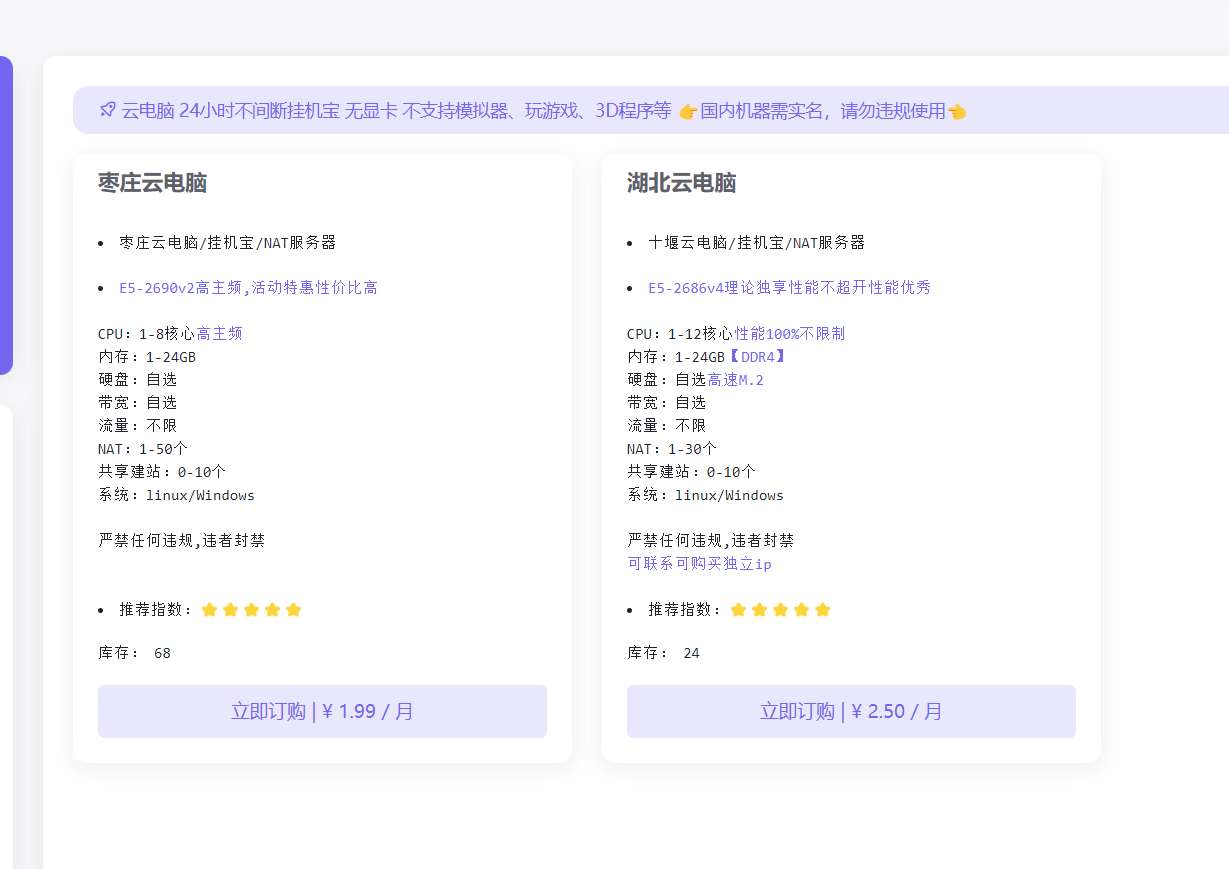 云电脑 24小时不间断挂机宝 无显卡 不支持模拟器、玩游戏、3D程序等 👉国内机器需实名，请勿违规使用👈
枣庄云电脑
枣庄云电脑/挂机宝/NAT服务器
E5-2690v2高主频,活动特惠性价比高
CPU：1-8核心高主频
内存：1-24GB
硬盘：自选
带宽：自选
流量：不限
NAT：1-50个
共享建站：0-10个
系统：linux/Windows
严禁任何违规,违者封禁
推荐指数：⭐⭐⭐⭐⭐
库存： 68
立即订购 | ¥ 1.99 / 月
湖北云电脑
十堰云电脑/挂机宝/NAT服务器
E5-2686v4理论独享性能不超开性能优秀
CPU：1-12核心性能100%不限制
内存：1-24GB【DDR4】
硬盘：自选高速M.2
带宽：自选
流量：不限
NAT：1-30个
共享建站：0-10个
系统：linux/Windows
严禁任何违规,违者封禁
可联系可购买独立ip
推荐指数：⭐⭐⭐⭐⭐
库存： 24
立即订购 | ¥ 2.50 / 月